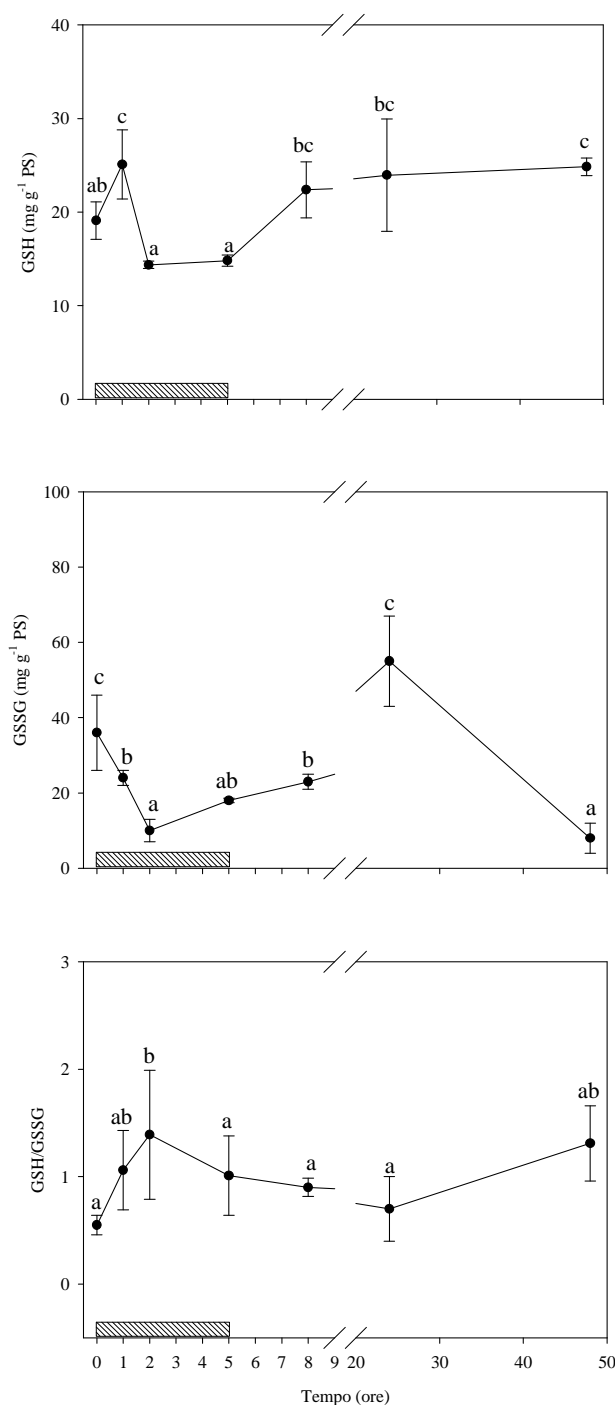 40
30
20
10
0
GSH (mg g-1 PS)
ab
c
a
a
bc
bc
c
100
80
60
40
20
0
GSSG (mg g-1 PS)
c
b
a
ab
b
c
a
3
2
1
0
GSH/GSSG
a
ab
b
a
a
a
ab
0 1 2 3 4 5 6 7 8 9 20 30 40 50
Tempo (ore)